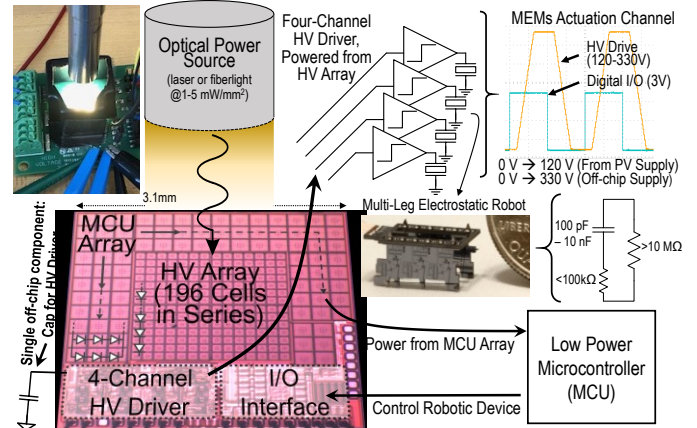 Optical Power
Source
(laser or fiberlight
@1-5 mW/mm²)
Four-Channel
HV Driver,
Powered from
HV Array
MEMs Actuation Channel
HV Drive
(120-330V)
Digital I/O (3V)
0 V → 120 V (From PV Supply)
0 V → 330 V (Off-chip Supply)
3.1mm
Multi-Leg Electrostatic Robot
100 pF
– 10 nF
>10 MΩ
<100kΩ
Single off-chip component:
Cap for HV Driver
MCU
Array
HV Array
(196 Cells
in Series)
4-Channel
HV Driver
I/O
Interface
Power from MCU Array
Control Robotic Device
Low Power
Microcontroller
(MCU)